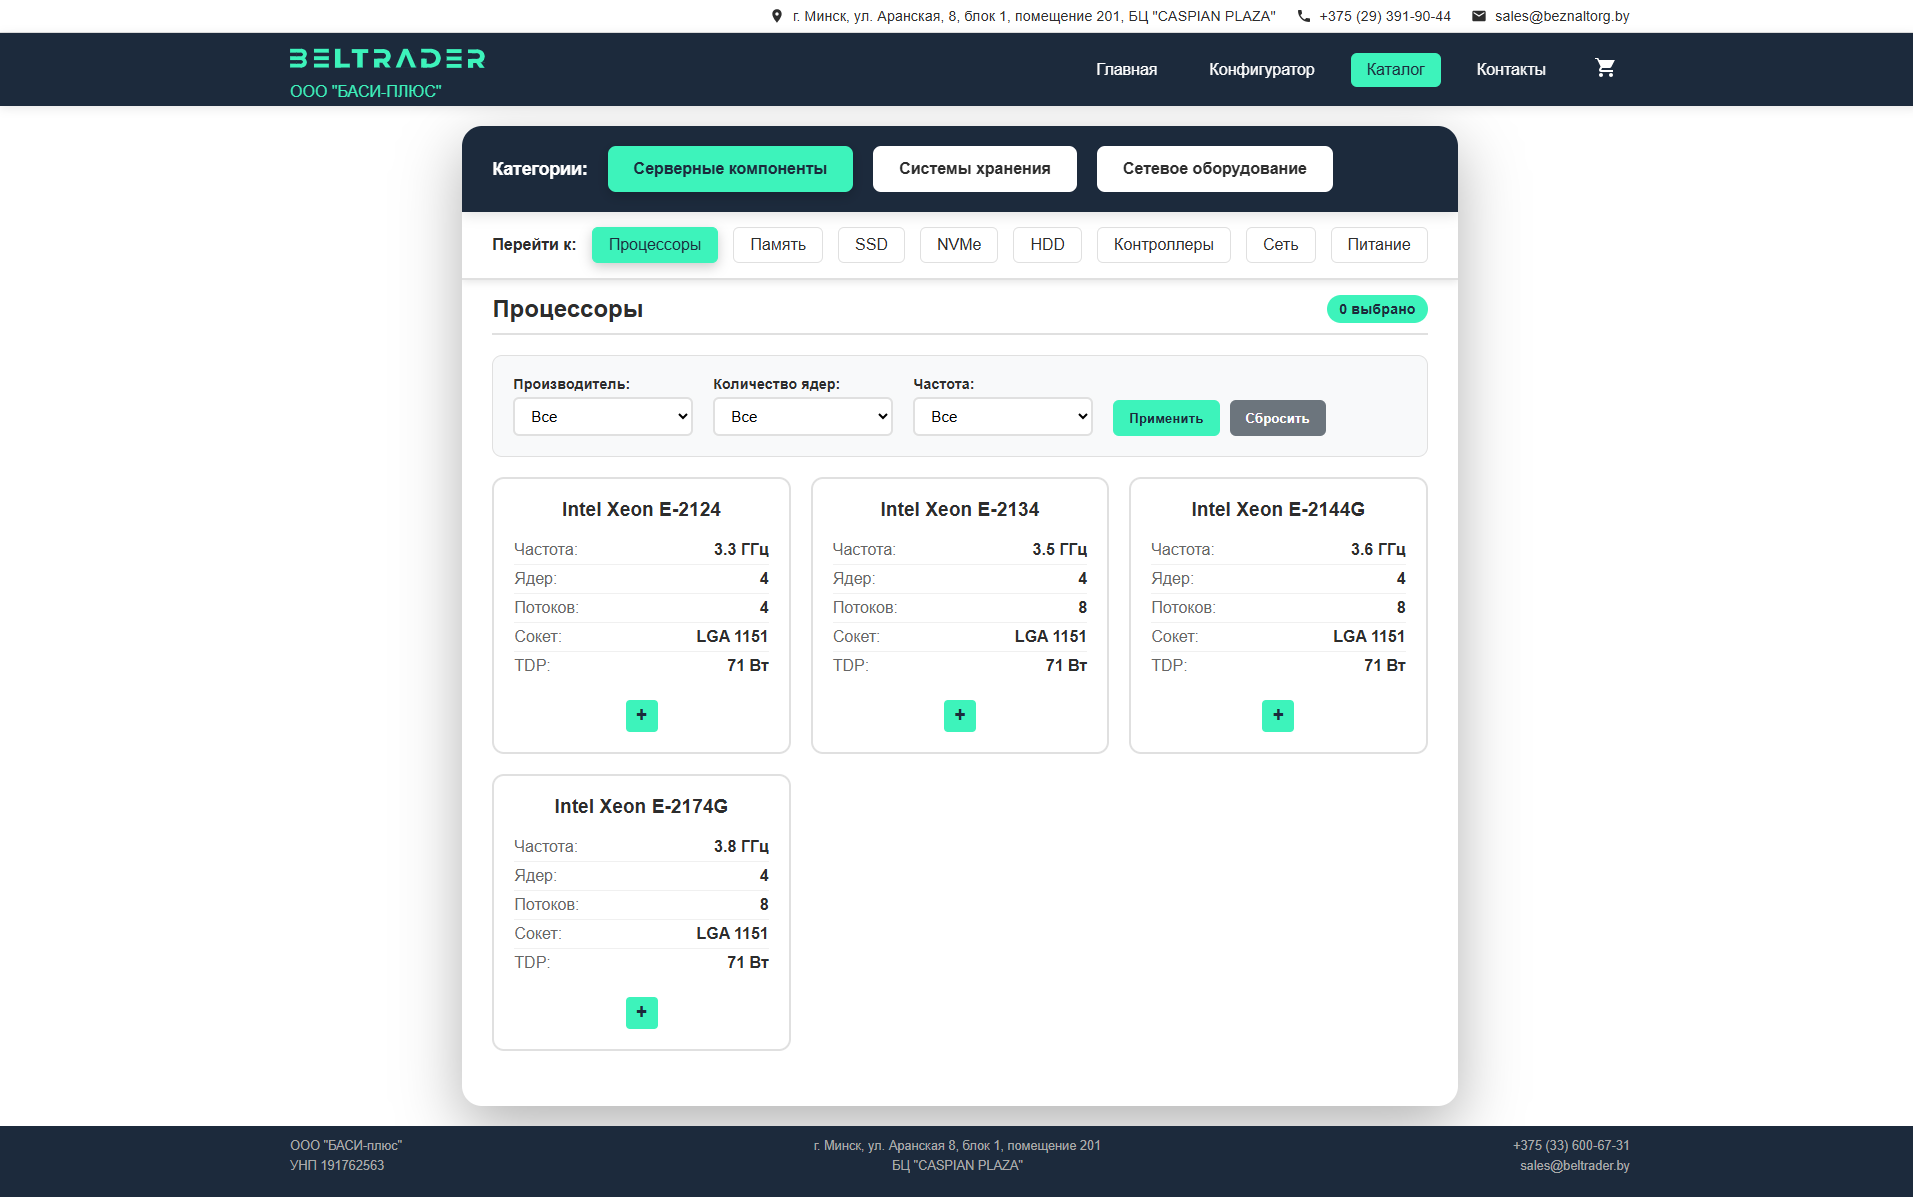 г. Минск, ул. Аранская, 8, блок 1, помещение 201, БЦ "CASPIAN PLAZA" +375 (29) 391-90-44 sales@beznaltorg.by
BELTRADER
ООО "БАСИ-ПЛЮС"
Главная Конфигуратор Каталог Контакты
Категории: Серверные компоненты Системы хранения Сетевое оборудование
Перейти к: Процессоры Память SSD NVMe HDD Контроллеры Сеть Питание
Процессоры 0 выбрано
Производитель: Количество ядер: Частота:
Все Все Все Применить Сбросить
Intel Xeon E-2124
Частота: 3.3 ГГц
Ядер: 4
Потоков: 4
Сокет: LGA 1151
TDP: 71 Вт
+
Intel Xeon E-2134
Частота: 3.5 ГГц
Ядер: 4
Потоков: 8
Сокет: LGA 1151
TDP: 71 Вт
+
Intel Xeon E-2144G
Частота: 3.6 ГГц
Ядер: 4
Потоков: 8
Сокет: LGA 1151
TDP: 71 Вт
+
Intel Xeon E-2174G
Частота: 3.8 ГГц
Ядер: 4
Потоков: 8
Сокет: LGA 1151
TDP: 71 Вт
+
ООО "БАСИ-плюс"
УНП 191762563
г. Минск, ул. Аранская 8, блок 1, помещение 201
БЦ "CASPIAN PLAZA"
+375 (33) 600-67-31
sales@beltrader.by